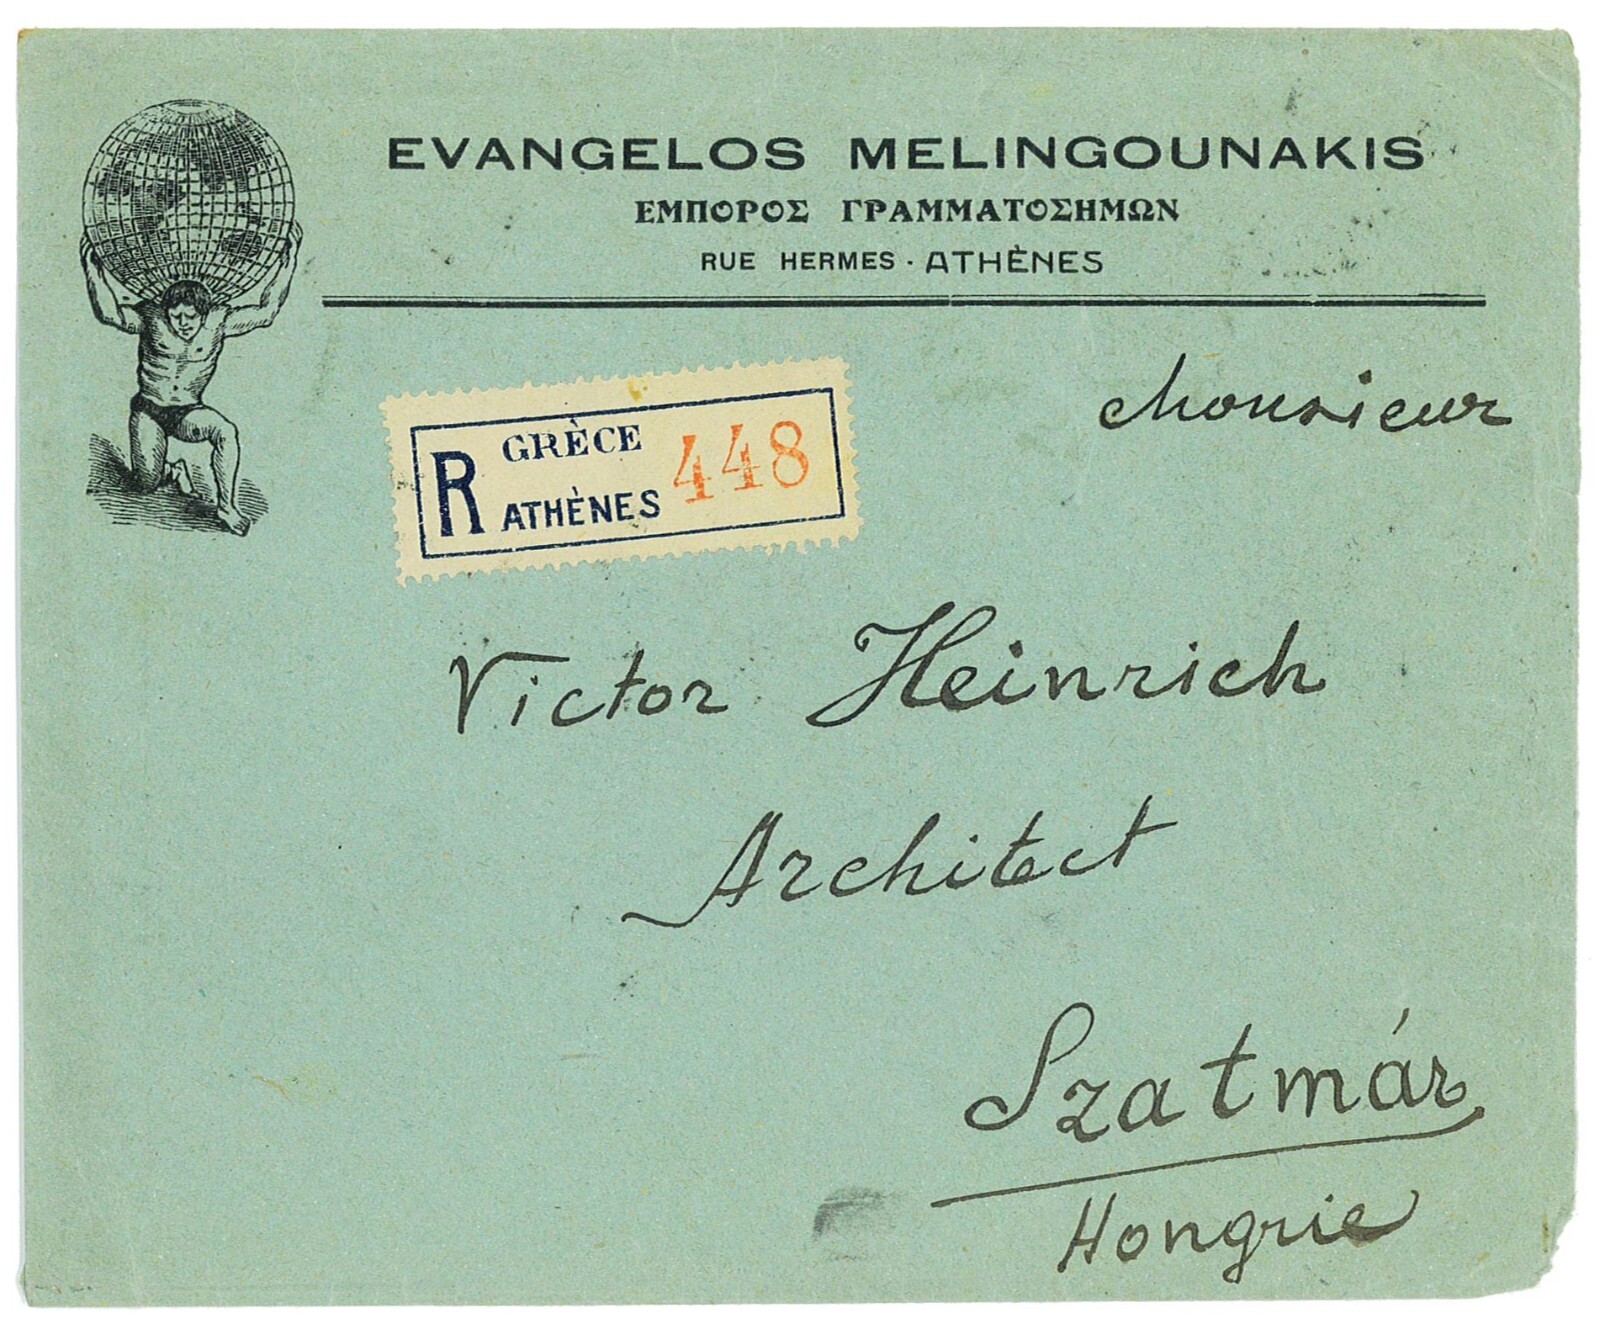 EVANGELOS MELINGOUNAKIS
ΕΜΠΟΡΟΣ ΓΡΑΜΜΑΤΟΣΗΜΩΝ
RUE HERMES · ATHÈNES
R GRÈCE 448
ATHÈNES
Monsieur
Victor Heinrich
Architect
Szatmár
Hongrie